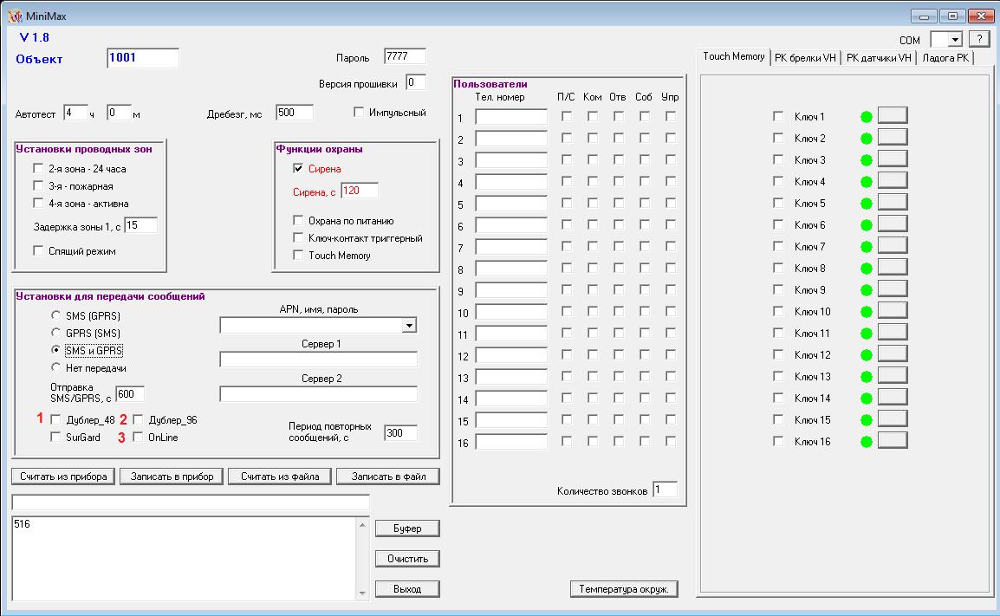 MiniMax
V 1.8
COM
?
Объект 1001
Пароль 7777
Версия прошивки 0
Автотест 4 ч 0 м
Дребезг, мс 500
Импульсный
Установки проводных зон
2-я зона - 24 часа
3-я - пожарная
4-я зона - активна
Задержка зоны 1, с 15
Спящий режим
Функции охраны
Сирена
Сирена, с 120
Охрана по питанию
Ключ-контакт триггерный
Touch Memory
Установки для передачи сообщений
SMS (GPRS)
GPRS (SMS)
SMS и GPRS
Нет передачи
Отправка
SMS/GPRS, с 600
1 Дублер_48 2 Дублер_96
SurGard 3 OnLine
APN, имя, пароль
Сервер 1
Сервер 2
Период повторных
сообщений, с 300
Считать из прибора Записать в прибор Считать из файла Записать в файл
516
Буфер
Очистить
Выход
Пользователи
Тел. номер П/С Ком Отв Соб Упр
1
2
3
4
5
6
7
8
9
10
11
12
13
14
15
16
Количество звонков 1
Температура окруж.
Touch Memory РК брелки VH РК датчики VH Ладога РК
Ключ 1
Ключ 2
Ключ 3
Ключ 4
Ключ 5
Ключ 6
Ключ 7
Ключ 8
Ключ 9
Ключ 10
Ключ 11
Ключ 12
Ключ 13
Ключ 14
Ключ 15
Ключ 16